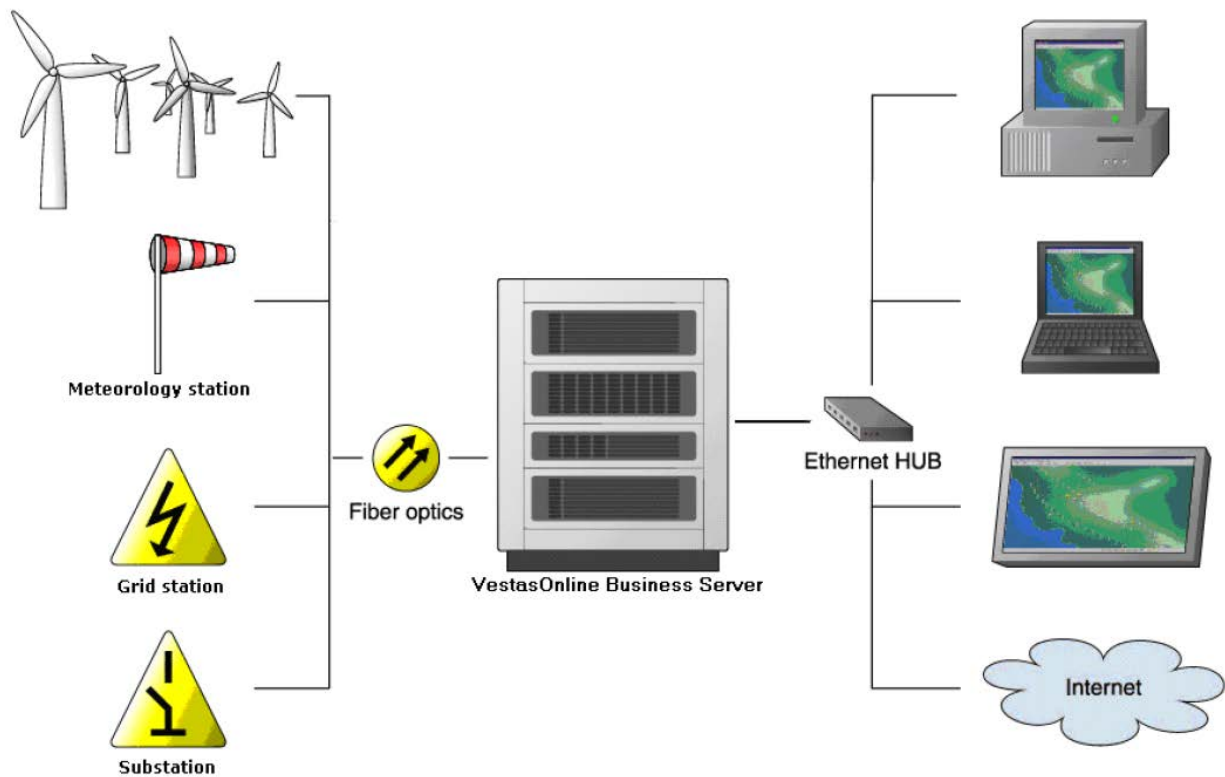 Meteorology station
Grid station
Substation
Fiber optics
VestasOnline Business Server
Ethernet HUB
Internet